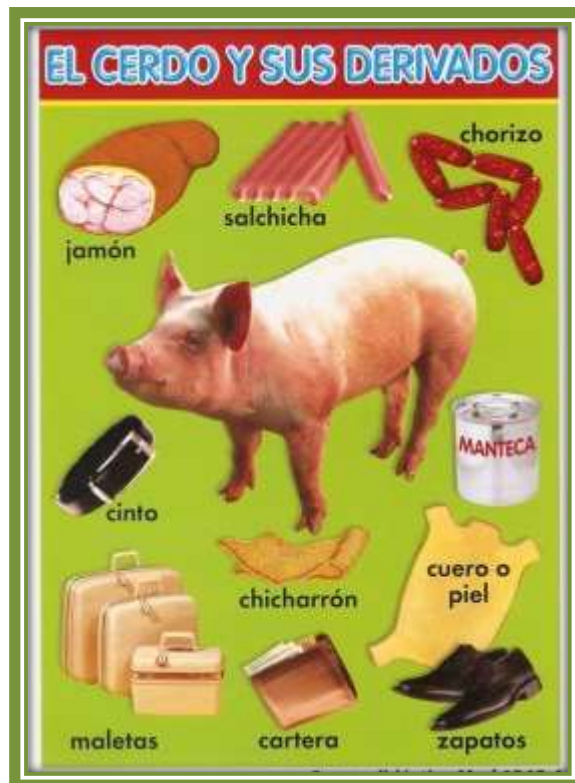 EL CERDO Y SUS DERIVADOS
chorizo
salchicha
jamón
MANTECA
cinto
cuero o
piel
chicharrón
maletas
cartera
zapatos